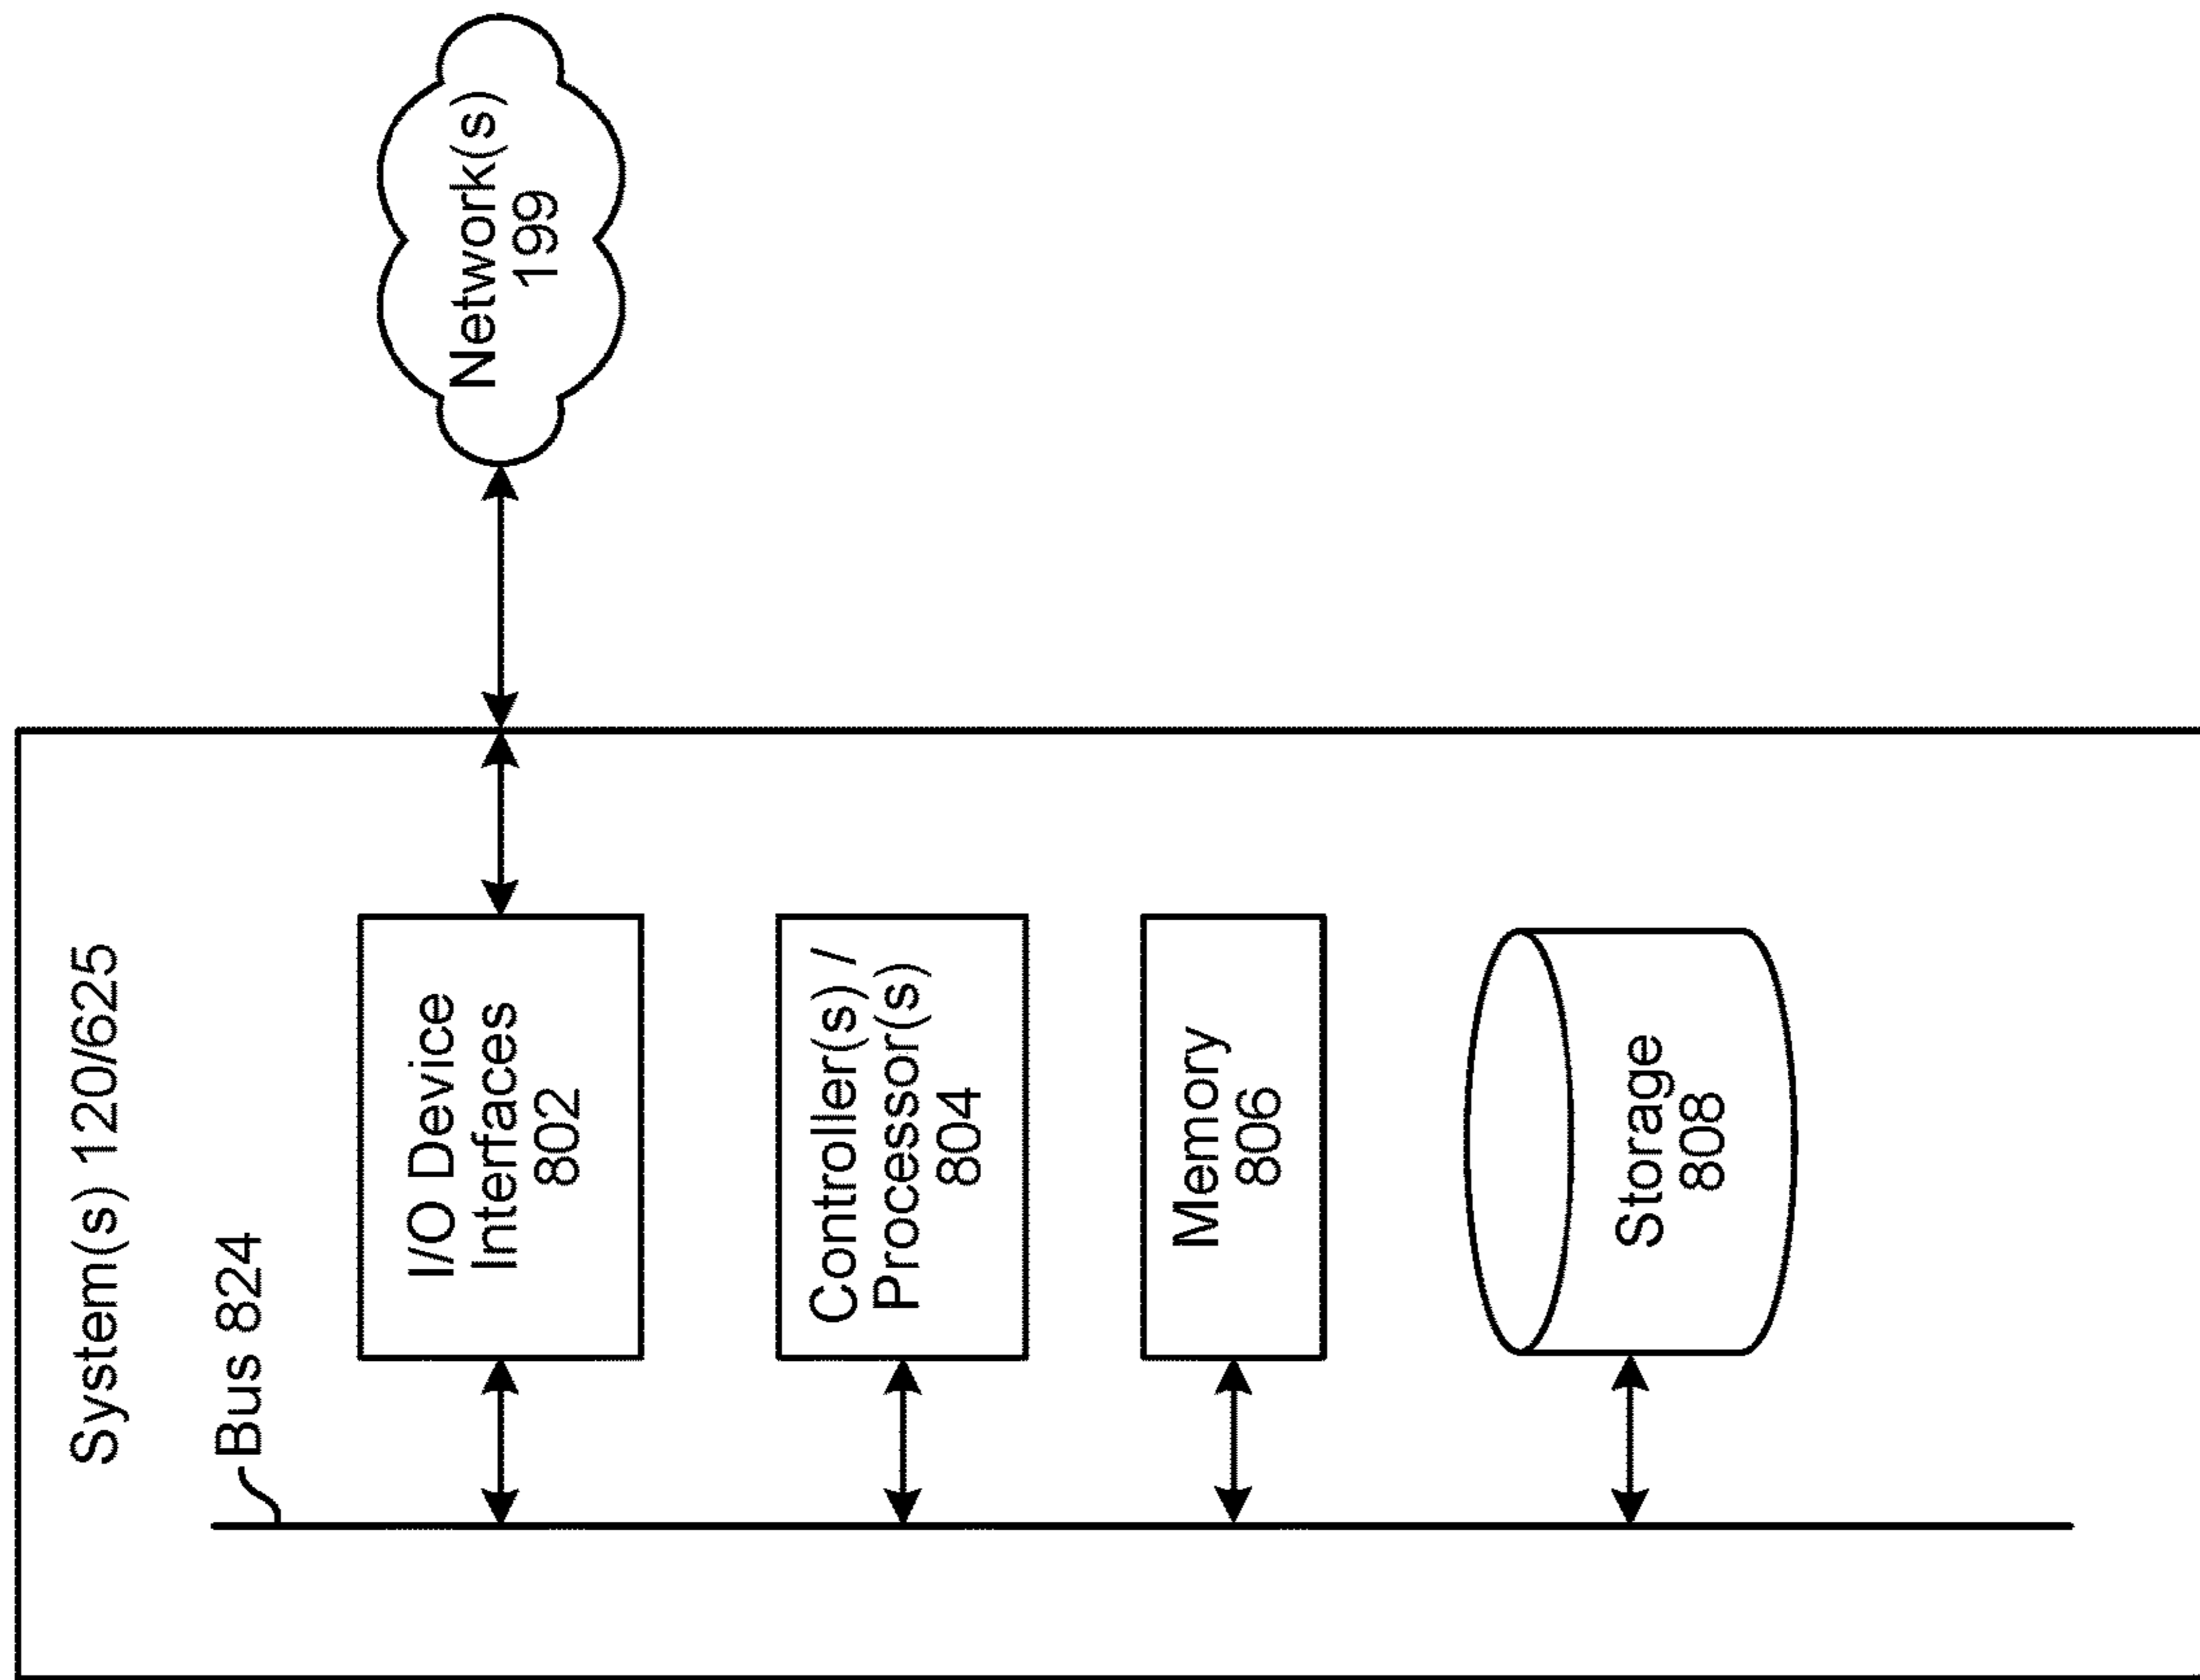 System(s) 120/625
Bus 824
I/O Device
Interfaces
802
Network(s)
199
Controller(s) /
Processor(s)
804
Memory
806
Storage
808